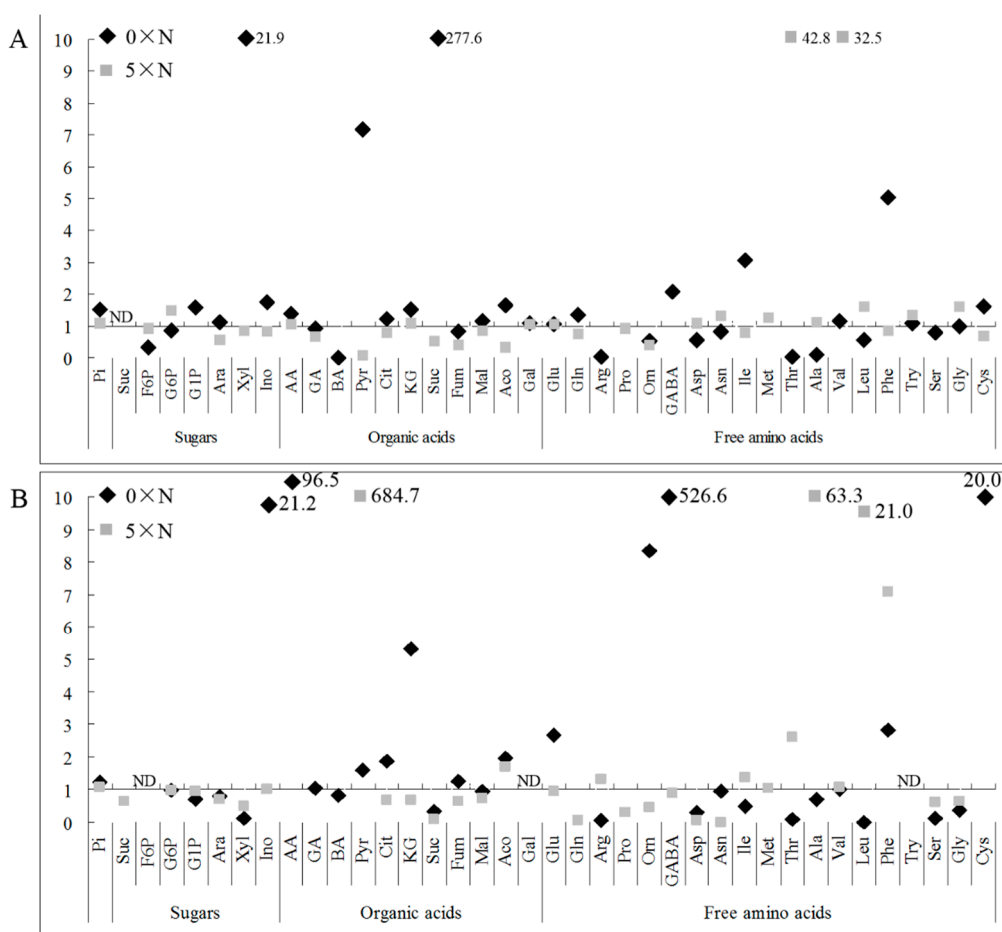 A
0×N
5×N
21.9
277.6
42.8
32.5
10
9
8
7
6
5
4
3
2
1
0
ND
Pi Suc F6P G6P G1P Ara Xyl Ino AA GA BA Pyr Cit KG Suc Fum Mal Aco Gal Glu Gln Arg Pro Orn GABA Asp Asn Ile Met Thr Ala Val Leu Phe Try Ser Gly Cys
Sugars Organic acids Free amino acids
B
0×N
5×N
96.5
21.2
684.7
526.6
63.3
21.0
20.0
10
9
8
7
6
5
4
3
2
1
0
ND ND ND
Pi Suc F6P G6P G1P Ara Xyl Ino AA GA BA Pyr Cit KG Suc Fum Mal Aco Gal Glu Gln Arg Pro Orn GABA Asp Asn Ile Met Thr Ala Val Leu Phe Try Ser Gly Cys
Sugars Organic acids Free amino acids